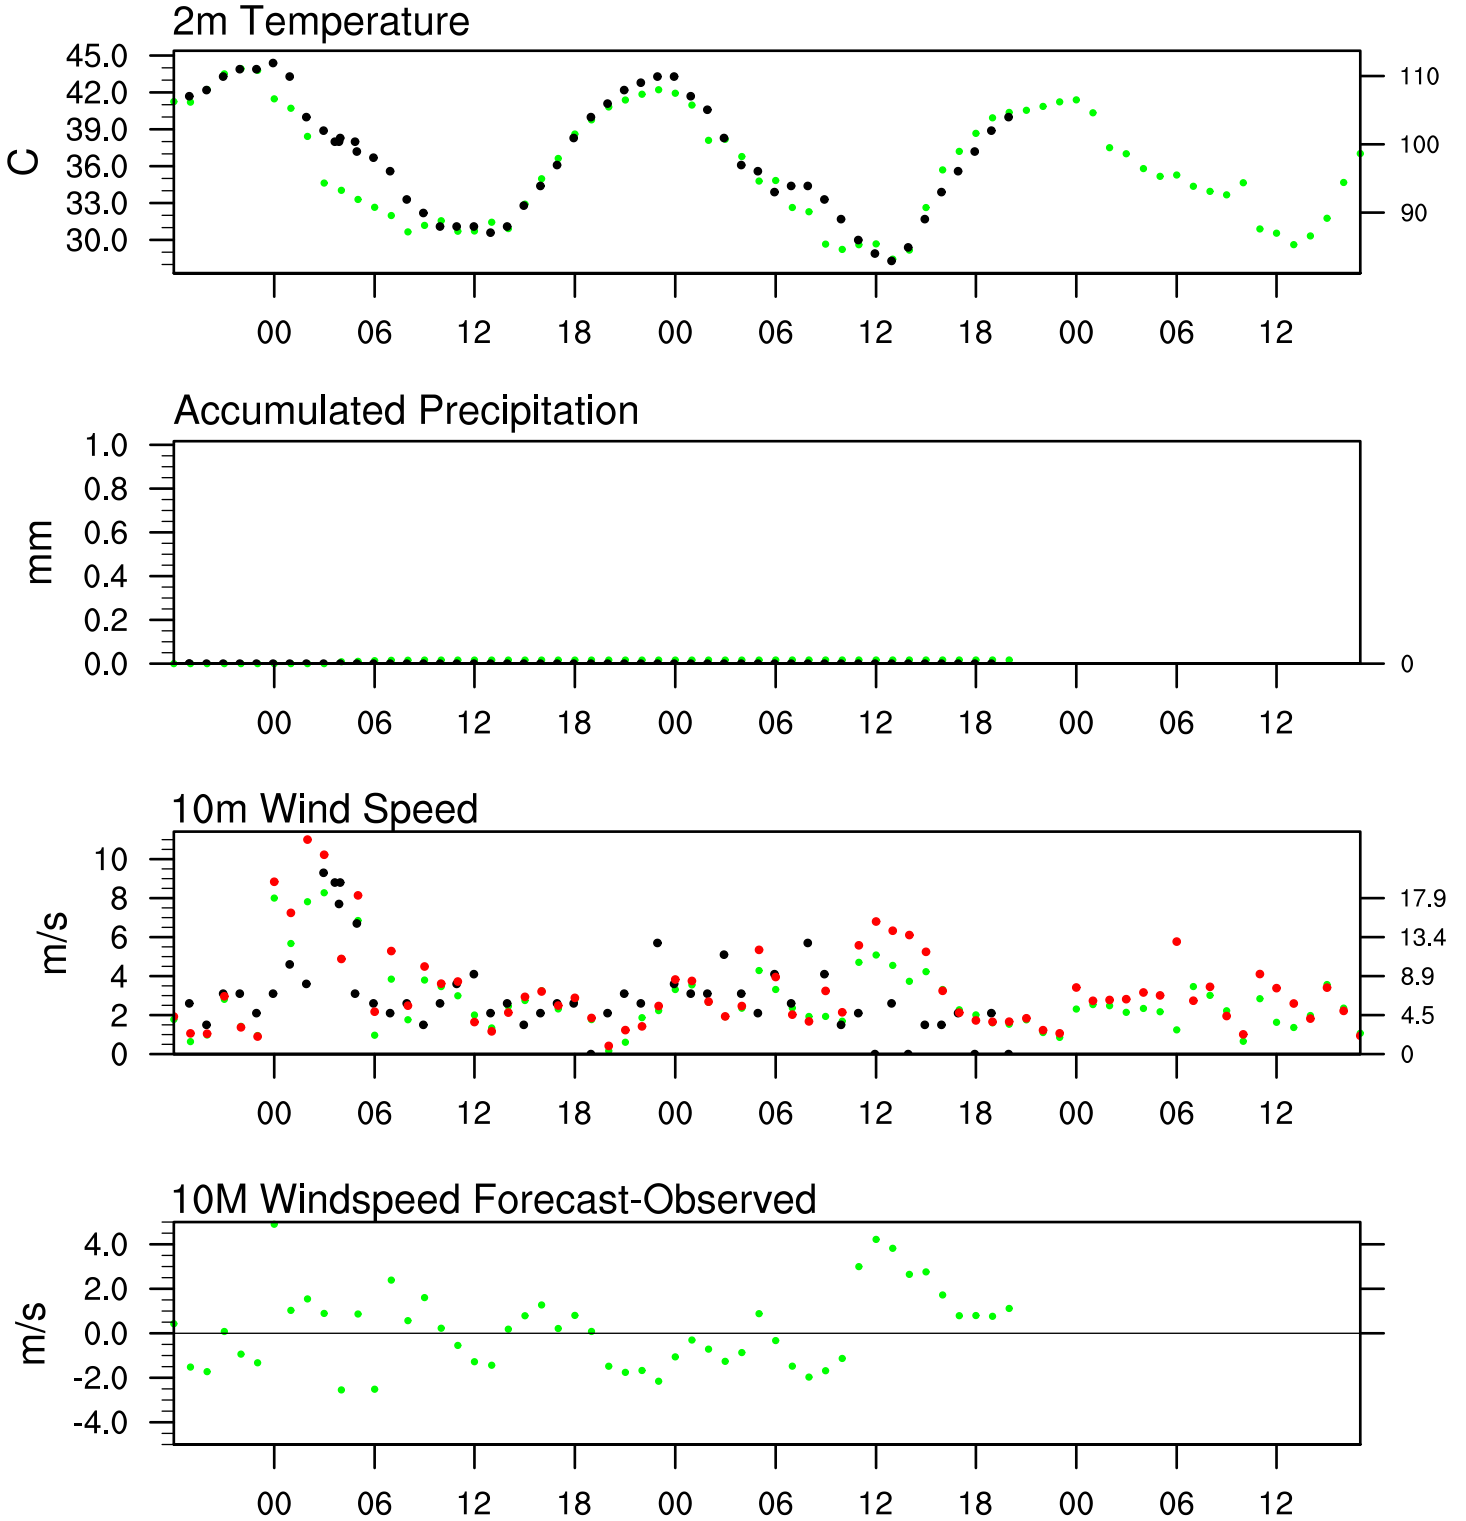 2m Temperature
45.0
42.0
39.0
36.0
33.0
30.0
C
110
100
90
00 06 12 18 00 06 12 18 00 06 12
Accumulated Precipitation
1.0
0.8
0.6
0.4
0.2
0.0
mm
0
00 06 12 18 00 06 12 18 00 06 12
10m Wind Speed
10
8
6
4
2
0
m/s
17.9
13.4
8.9
4.5
0
00 06 12 18 00 06 12 18 00 06 12
10M Windspeed Forecast-Observed
4.0
2.0
0.0
-2.0
-4.0
m/s
00 06 12 18 00 06 12 18 00 06 12